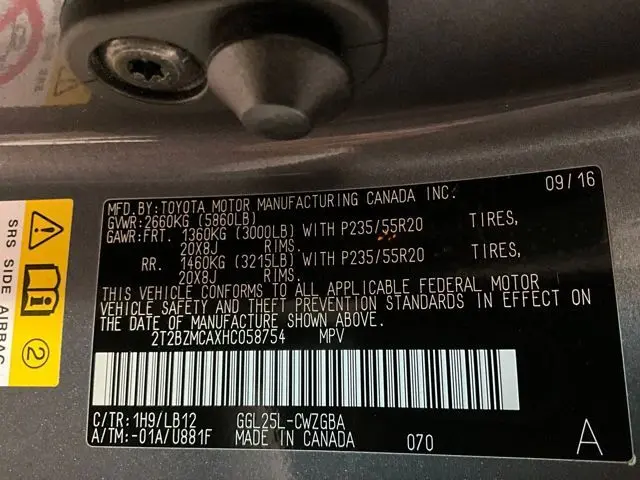 MFD.BY:TOYOTA MOTOR MANUFACTURING CANADA INC. 09/16
GVWR:2660KG (5860LB)
GAWR:FRT. 1360KG (3000LB) WITH P235/55R20 TIRES,
20X8J RIMS.
RR. 1460KG (3215LB) WITH P235/55R20 TIRES,
20X8J RIMS.
THIS VEHICLE CONFORMS TO ALL APPLICABLE FEDERAL MOTOR
VEHICLE SAFETY AND THEFT PREVENTION STANDARDS IN EFFECT ON
THE DATE OF MANUFACTURE SHOWN ABOVE.
2T2BZMCAXHC058754 MPV
C/TR:1H9/LB12 GGL25L-CWZGBA
A/TM:-01A/U881F MADE IN CANADA 070 A
SRS SIDE AIRBAG
2